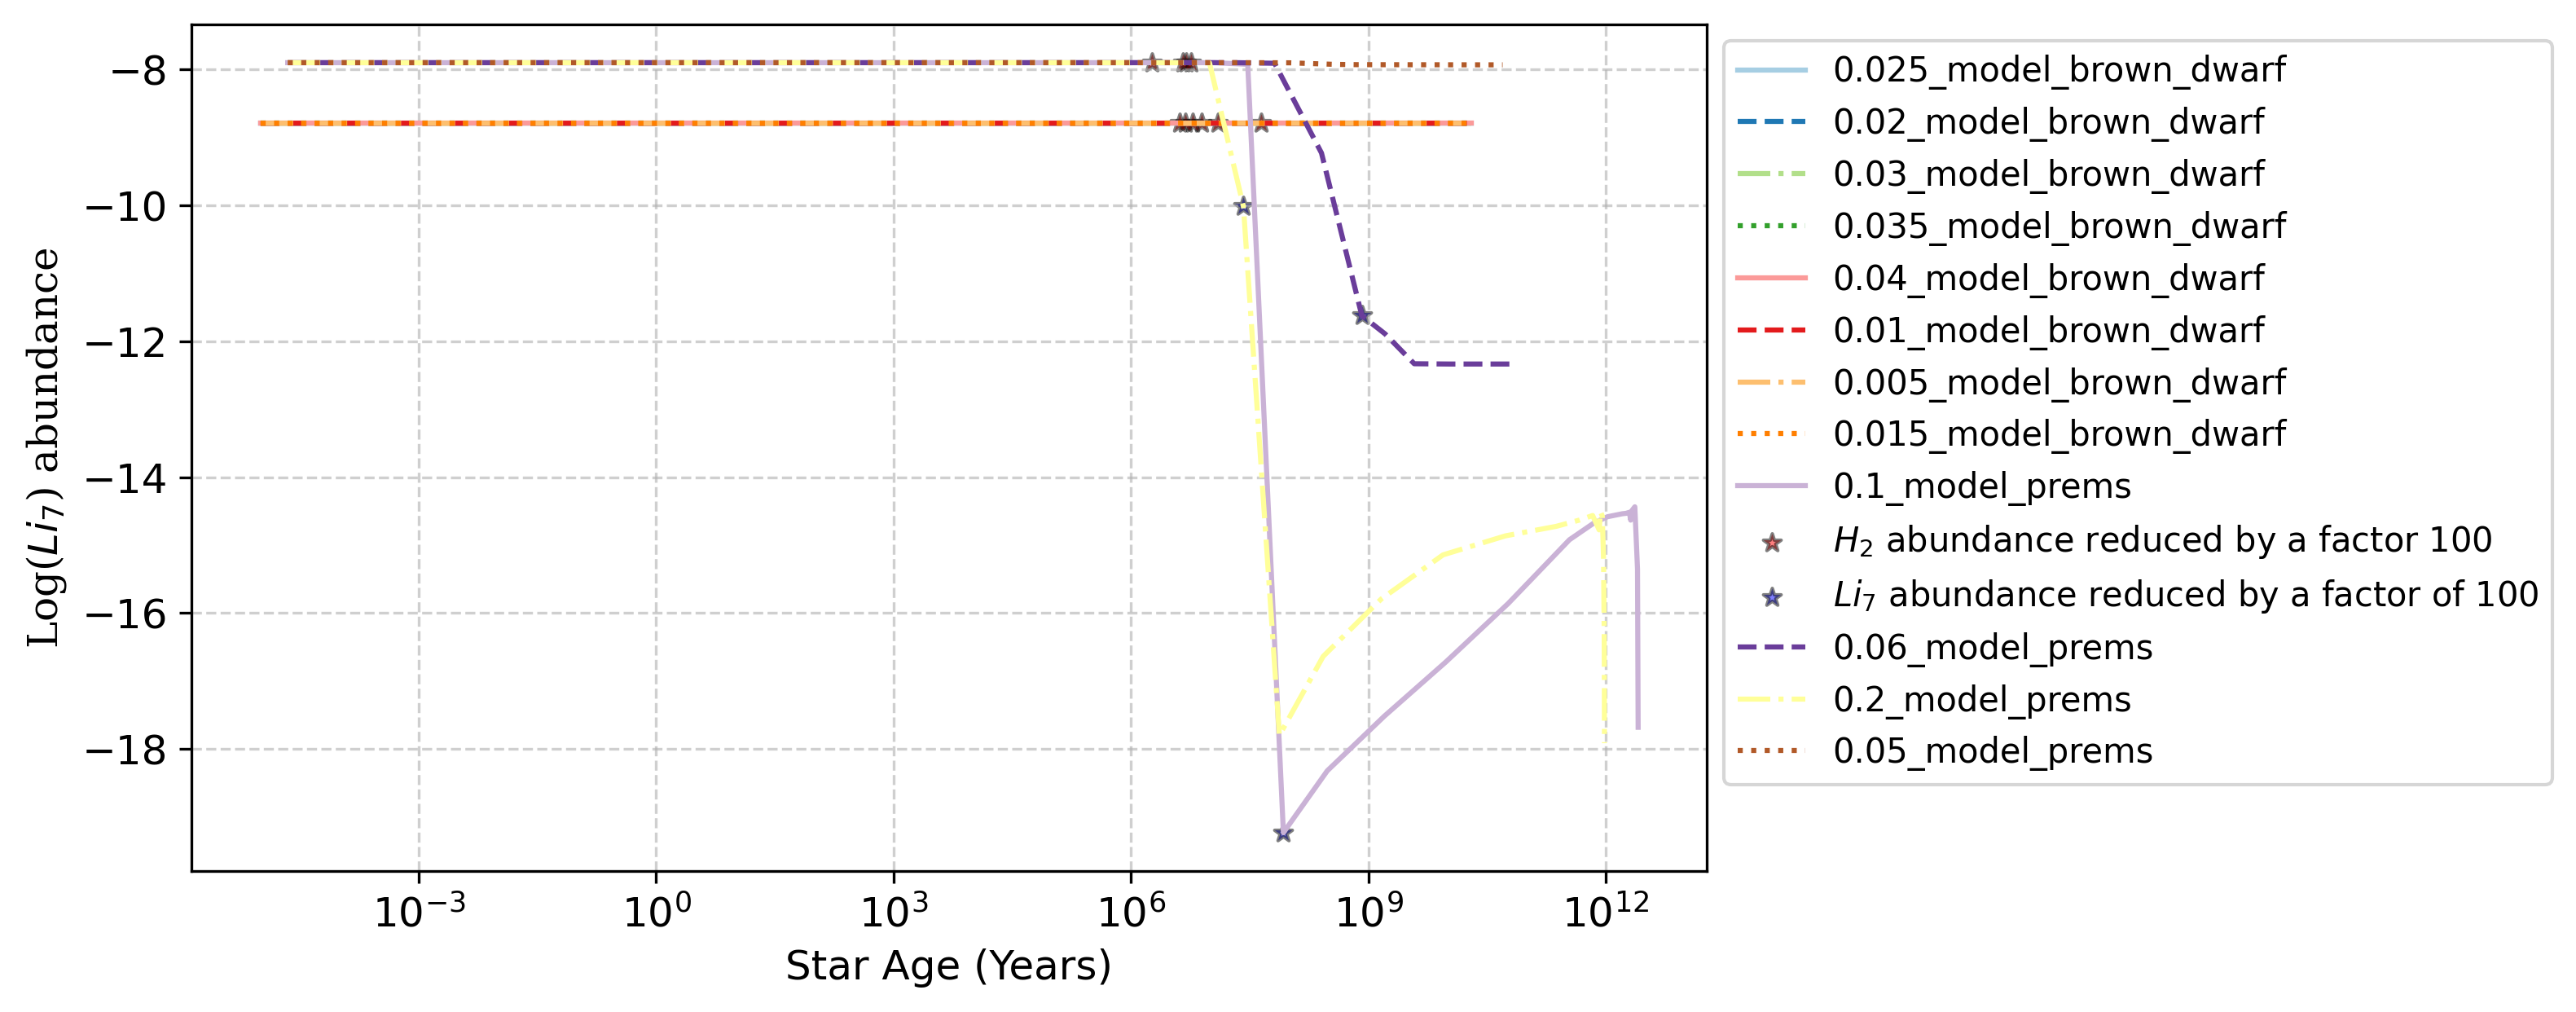 −8
−10
−12
−14
−16
−18
Log(Li₇) abundance
10⁻³ 10⁰ 10³ 10⁶ 10⁹ 10¹²
Star Age (Years)
0.025_model_brown_dwarf
0.02_model_brown_dwarf
0.03_model_brown_dwarf
0.035_model_brown_dwarf
0.04_model_brown_dwarf
0.01_model_brown_dwarf
0.005_model_brown_dwarf
0.015_model_brown_dwarf
0.1_model_prems
H₂ abundance reduced by a factor 100
Li₇ abundance reduced by a factor of 100
0.06_model_prems
0.2_model_prems
0.05_model_prems